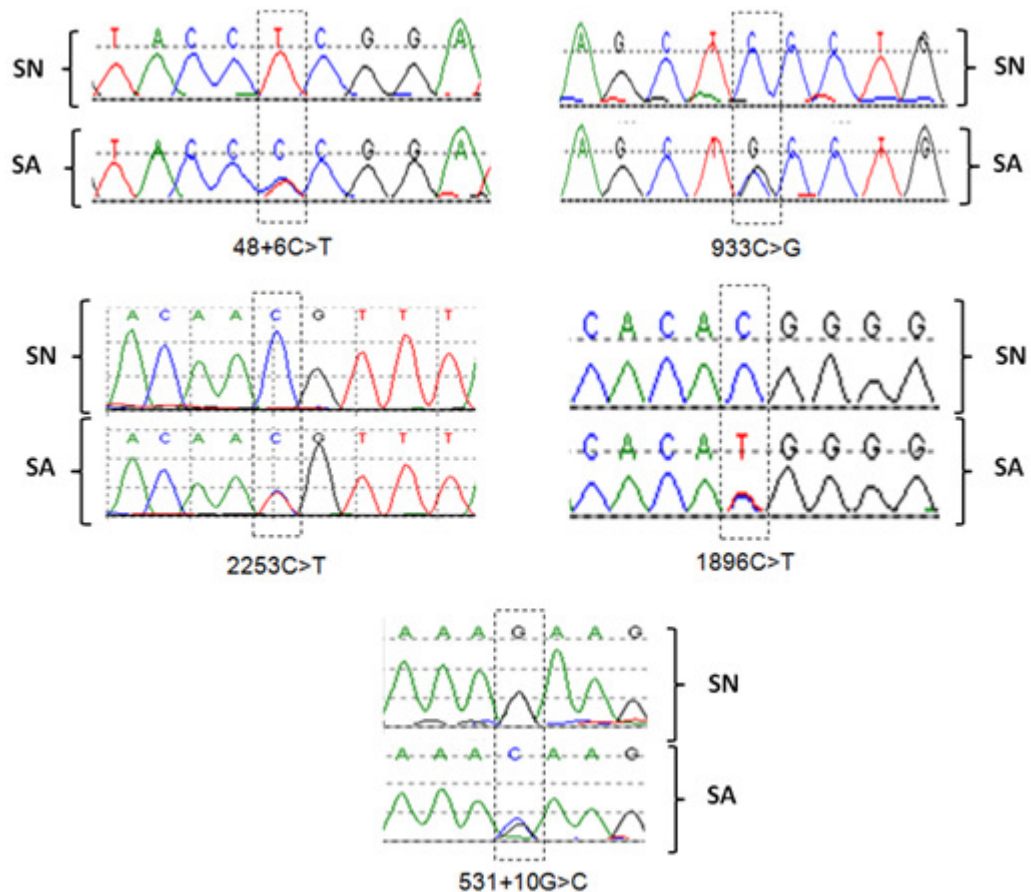 T A C C T C G G A
SN
T A C C C C G G A
SA
48+6C>T
A G C T C C C T G
SN
A G C T G C C T G
SA
933C>G
A C A A C G T T T
SN
A C A A C G T T T
SA
2253C>T
C A C A C G G G G
SN
C A C A T G G G G
SA
1896C>T
A A A G A A G
SN
A A A C A A G
SA
531+10G>C